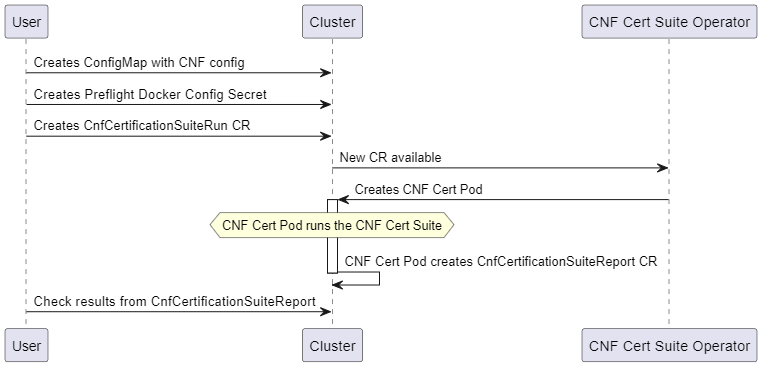 User
Cluster
CNF Cert Suite Operator
Creates ConfigMap with CNF config
Creates Preflight Docker Config Secret
Creates CnfCertificationSuiteRun CR
New CR available
Creates CNF Cert Pod
CNF Cert Pod runs the CNF Cert Suite
CNF Cert Pod creates CnfCertificationSuiteReport CR
Check results from CnfCertificationSuiteReport
User
Cluster
CNF Cert Suite Operator